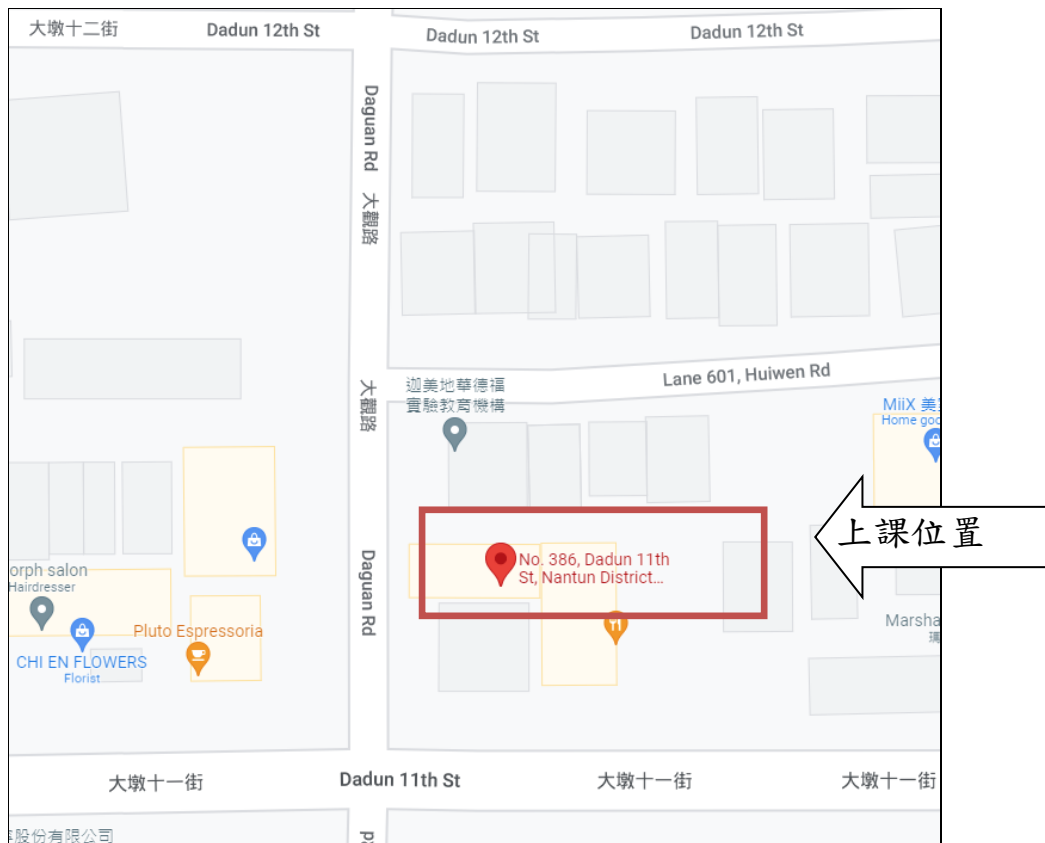 大墩十二街
Dadun 12th St
Dadun 12th St
Dadun 12th St
Daguan Rd
大觀路
Lane 601, Huiwen Rd
大觀路
迦美地華德福
實驗教育機構
MiiX 美
Home goo
上課位置
No. 386, Dadun 11th
St, Nantun District...
Daguan Rd
orph salon
Hairdresser
Pluto Espressoria
CHI EN FLOWERS
Florist
Marsha
大墩十一街
Dadun 11th St
大墩十一街
大墩十一街
股份有限公司